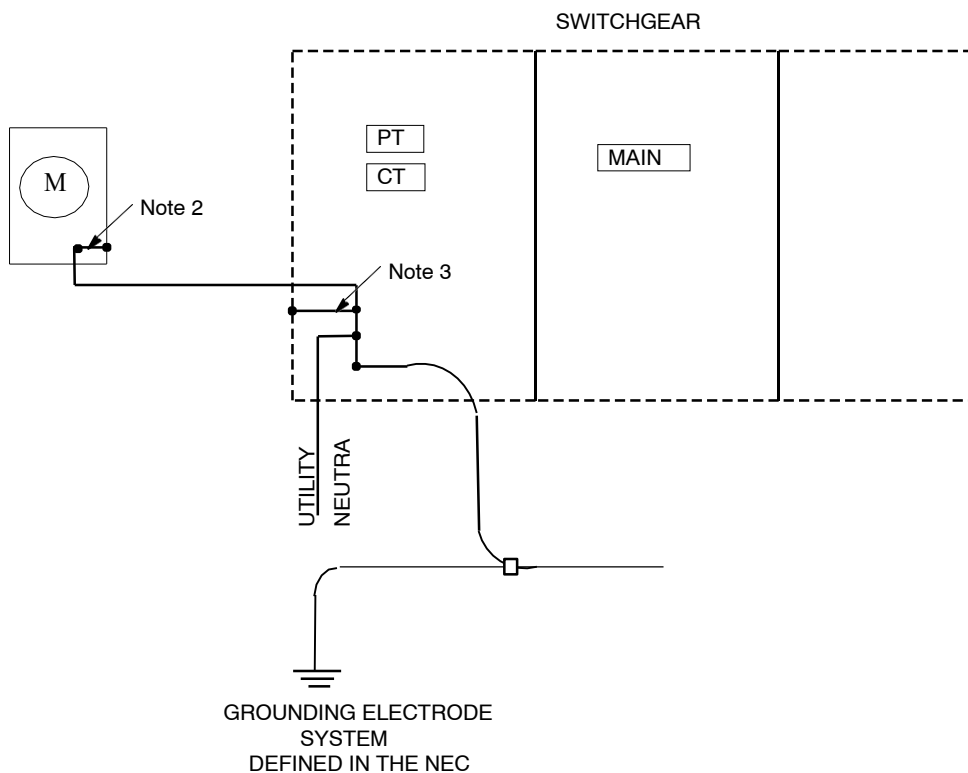 SWITCHGEAR
PT
CT
MAIN
M
Note 2
Note 3
UTILITY
NEUTRA
GROUNDING ELECTRODE
SYSTEM
DEFINED IN THE NEC